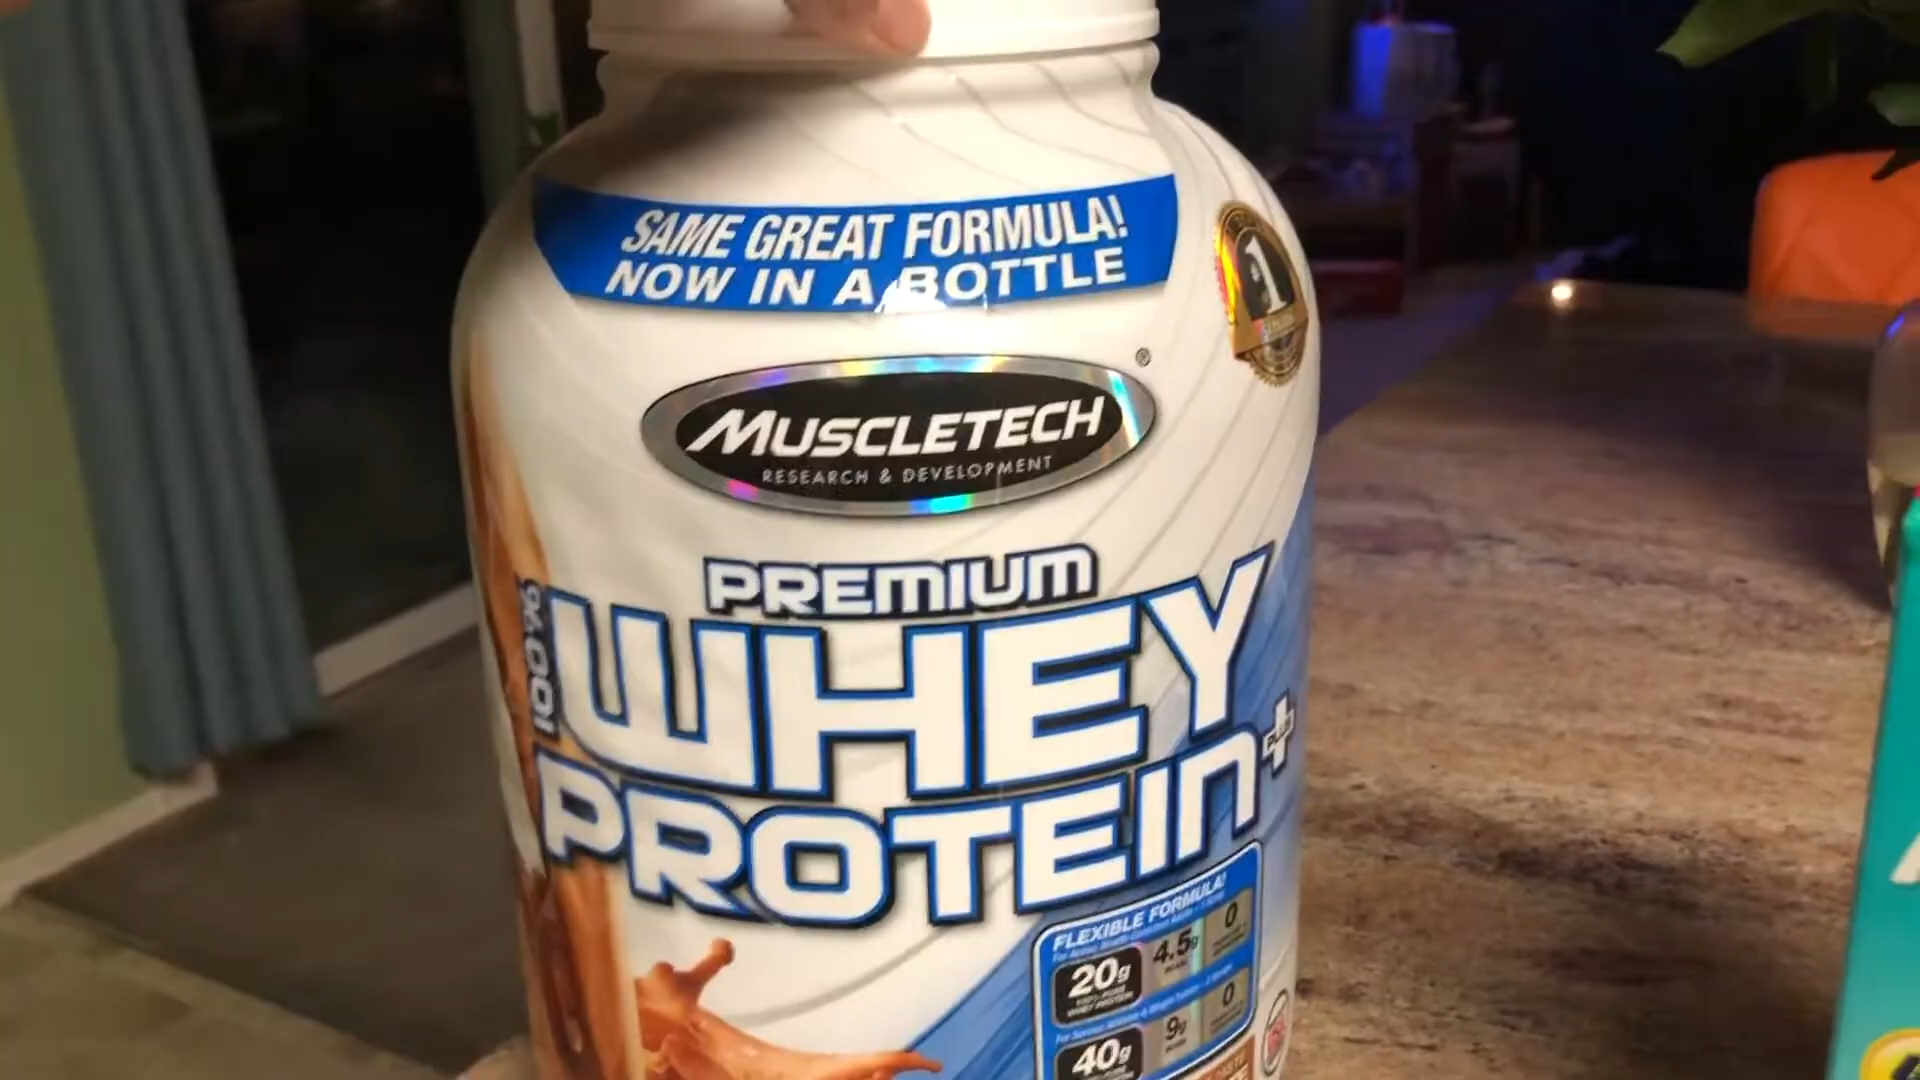 SAME GREAT FORMULA!
NOW IN A BOTTLE
1
®
MUSCLETECH
RESEARCH & DEVELOPMENT
PREMIUM
100%
WHEY
PROTEIN+
PLUS
FLEXIBLE FORMULA!
20g
4.5g
0
40g
9g
0